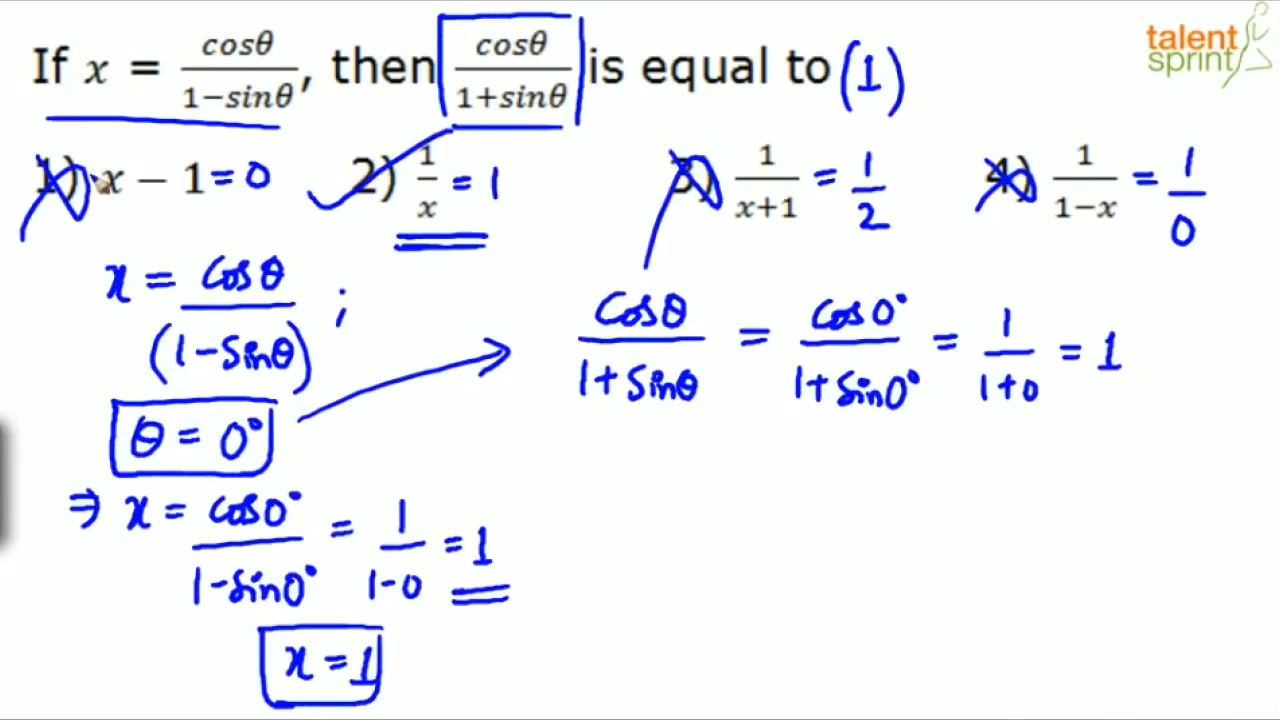 talent
sprint
If x = cosθ/(1−sinθ), then cosθ/(1+sinθ) is equal to (1)
1) x − 1 = 0 2) 1/x = 1 3) 1/(x+1) = 1/2 4) 1/(1−x) = 1/0
x = cosθ/(1 − sinθ) ;
cosθ/(1 + sinθ) = cos0°/(1 + sin0°) = 1/(1+0) = 1
θ = 0°
⇒ x = cos0°/(1−sin0°) = 1/(1−0) = 1
x = 1